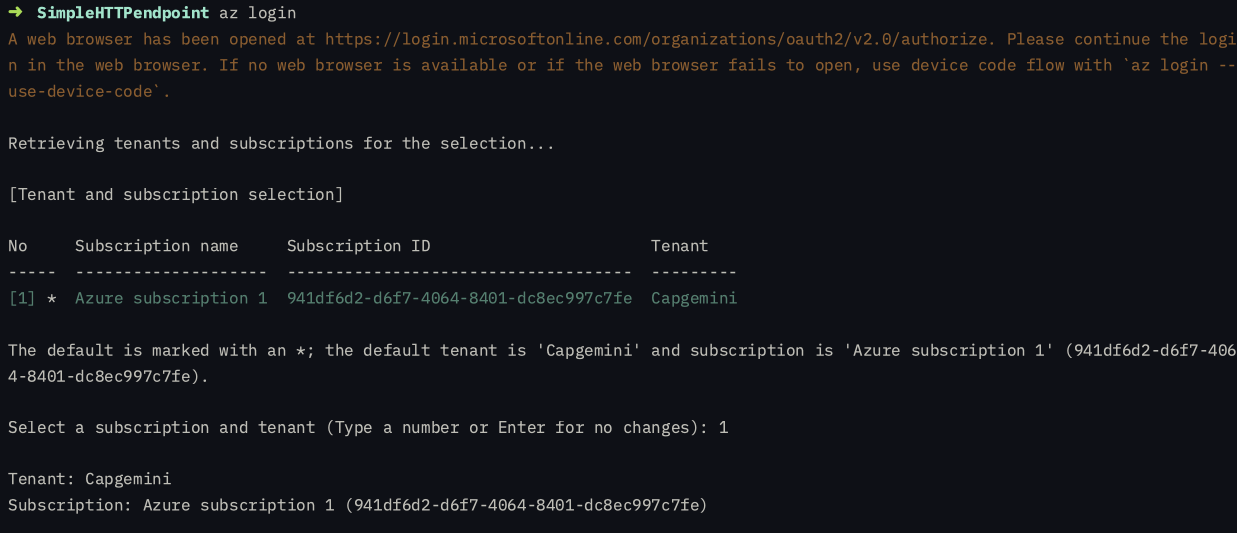 ➜ SimpleHTTPendpoint az login
A web browser has been opened at https://login.microsoftonline.com/organizations/oauth2/v2.0/authorize. Please continue the logi
n in the web browser. If no web browser is available or if the web browser fails to open, use device code flow with `az login --
use-device-code`.
Retrieving tenants and subscriptions for the selection...
[Tenant and subscription selection]
No     Subscription name     Subscription ID                       Tenant
-----  --------------------  ------------------------------------  ---------
[1] *  Azure subscription 1  941df6d2-d6f7-4064-8401-dc8ec997c7fe  Capgemini
The default is marked with an *; the default tenant is 'Capgemini' and subscription is 'Azure subscription 1' (941df6d2-d6f7-406
4-8401-dc8ec997c7fe).
Select a subscription and tenant (Type a number or Enter for no changes): 1
Tenant: Capgemini
Subscription: Azure subscription 1 (941df6d2-d6f7-4064-8401-dc8ec997c7fe)